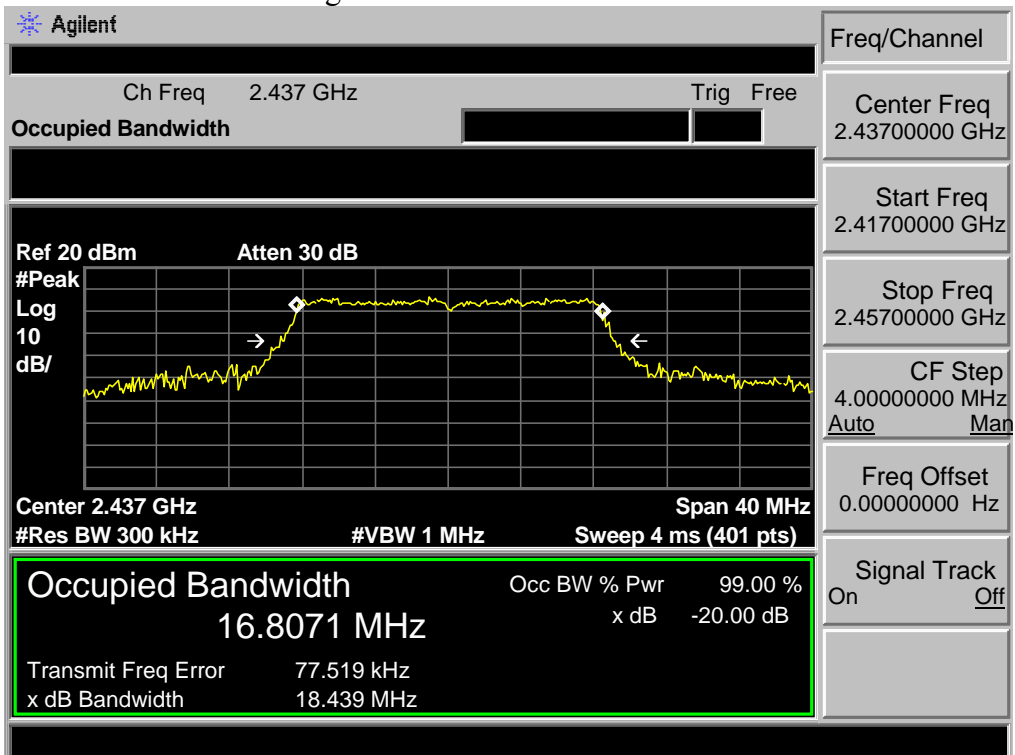 Agilent
Freq/Channel
Ch Freq 2.437 GHz Trig Free
Occupied Bandwidth
Center Freq
2.43700000 GHz
Start Freq
2.41700000 GHz
Stop Freq
2.45700000 GHz
CF Step
4.00000000 MHz
Auto Man
Freq Offset
0.00000000 Hz
Signal Track
On Off
Ref 20 dBm Atten 30 dB
#Peak
Log
10
dB/
Center 2.437 GHz Span 40 MHz
#Res BW 300 kHz #VBW 1 MHz Sweep 4 ms (401 pts)
Occupied Bandwidth Occ BW % Pwr 99.00 %
16.8071 MHz x dB -20.00 dB
Transmit Freq Error 77.519 kHz
x dB Bandwidth 18.439 MHz